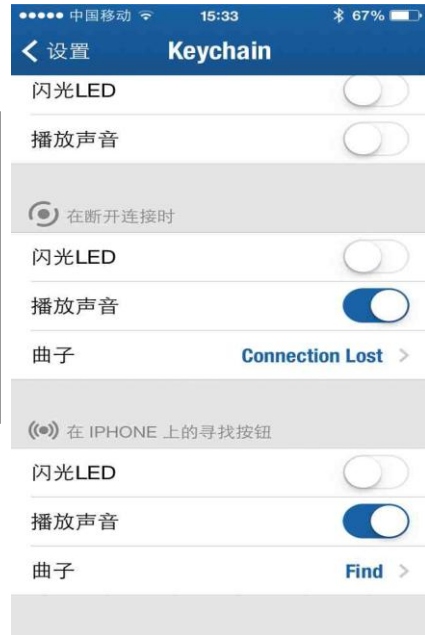 中国移动 15:33 67%
设置 Keychain
闪光LED
播放声音
在断开连接时
闪光LED
播放声音
曲子 Connection Lost
在 IPHONE 上的寻找按钮
闪光LED
播放声音
曲子 Find